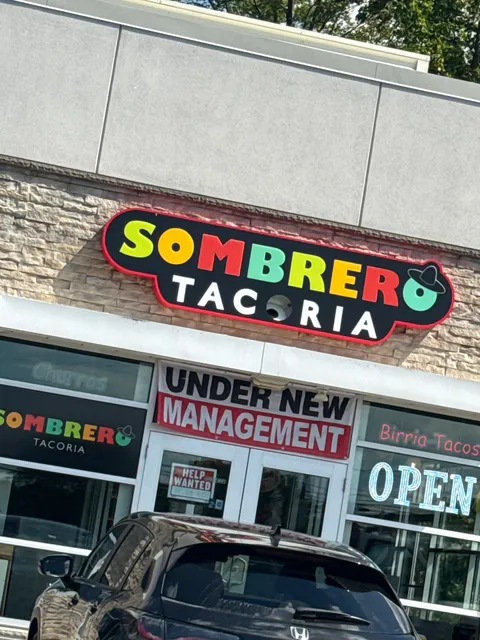 SOMBRERO
TACORIA
UNDER NEW
MANAGEMENT
SOMBRERO
TACORIA
HELP
WANTED
Birria Tacos
OPEN